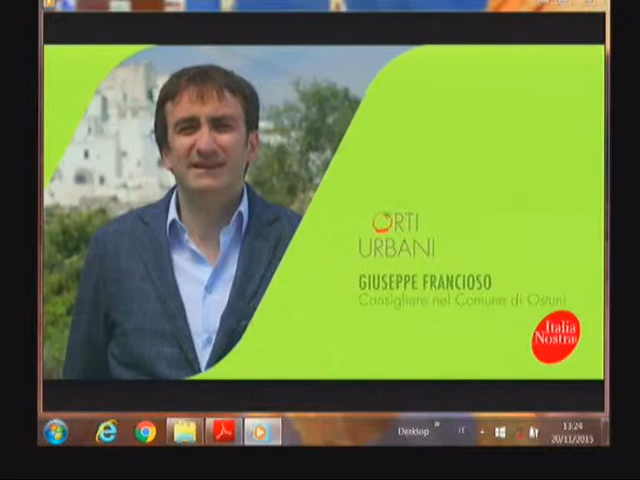 ORTI
URBANI
GIUSEPPE FRANCIOSO
Consigliere nel Comune di Ostuni
Italia
Nostra
Desktop
IT
13:24
20/11/2015